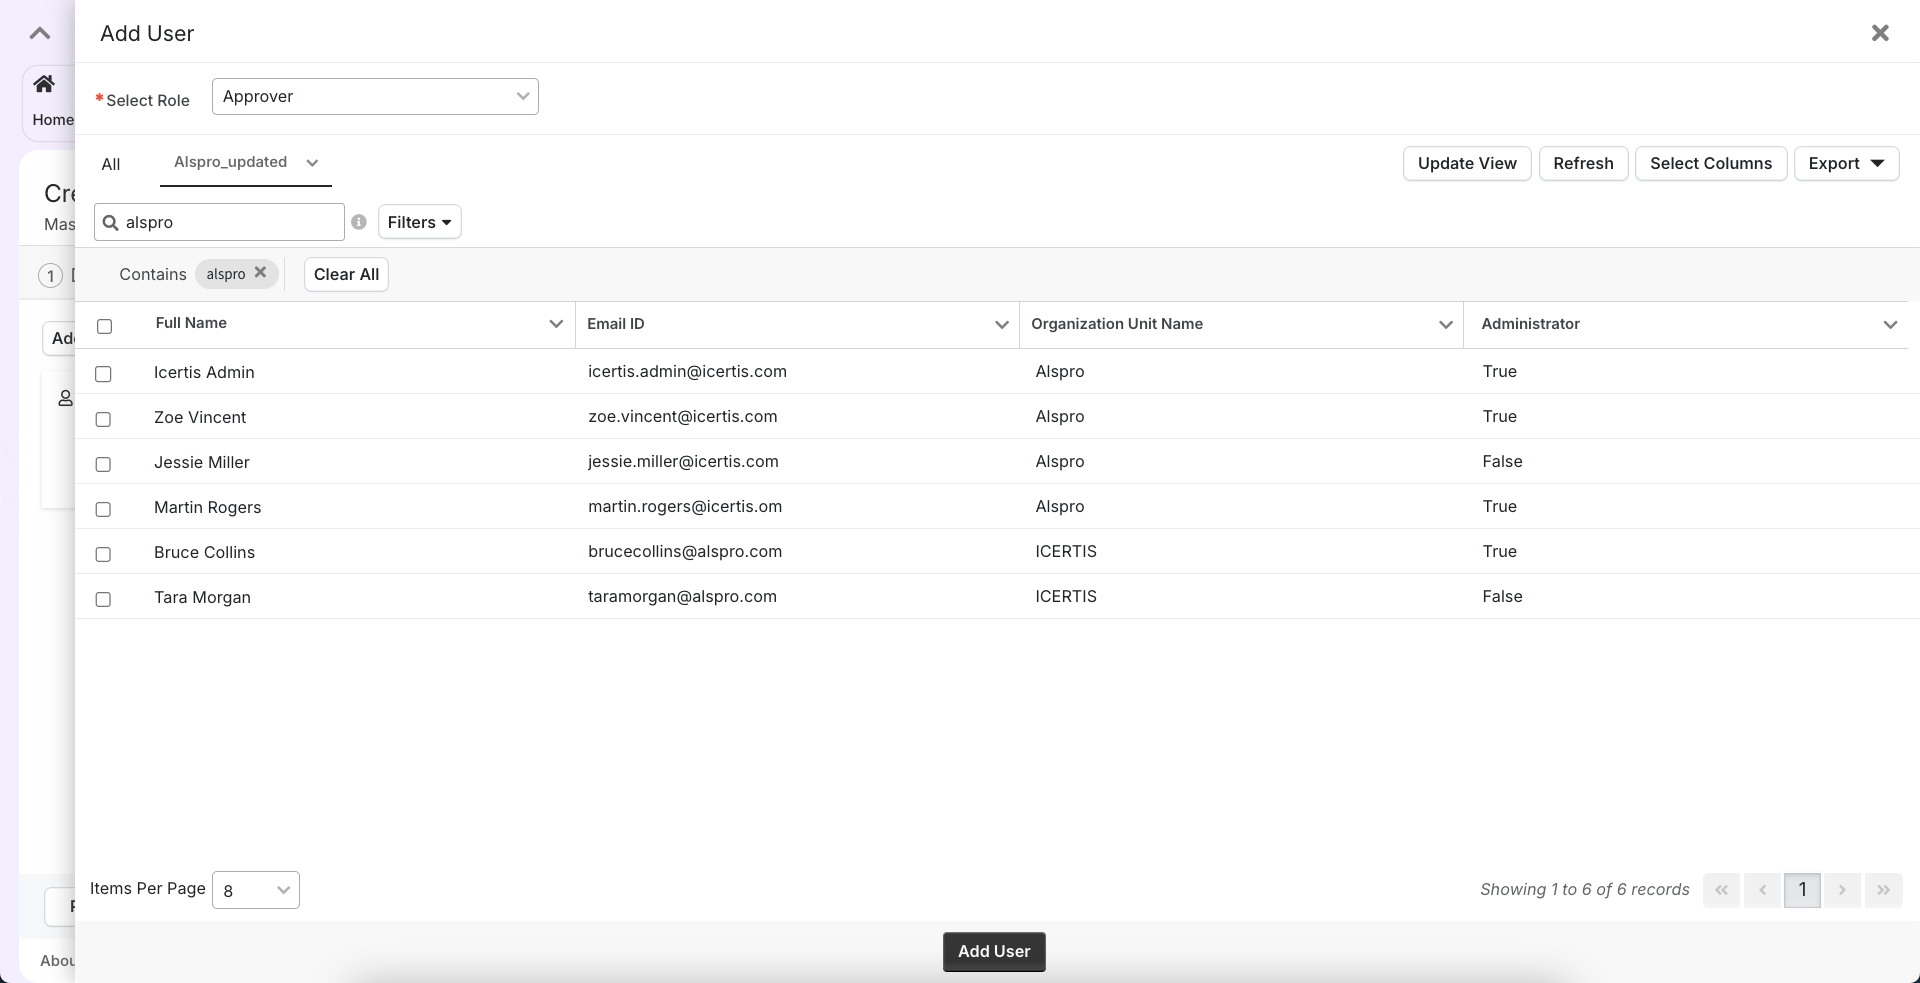 Add User
Home
*Select Role
Approver
All
Alspro_updated
Update View
Refresh
Select Columns
Export
Cre
Mas
alspro
Filters
1
Contains
alspro
Clear All
Full Name
Email ID
Organization Unit Name
Administrator
Add
Icertis Admin
icertis.admin@icertis.com
Alspro
True
Zoe Vincent
zoe.vincent@icertis.com
Alspro
True
Jessie Miller
jessie.miller@icertis.com
Alspro
False
Martin Rogers
martin.rogers@icertis.om
Alspro
True
Bruce Collins
brucecollins@alspro.com
ICERTIS
True
Tara Morgan
taramorgan@alspro.com
ICERTIS
False
Items Per Page
8
Showing 1 to 6 of 6 records
1
Abou
Add User